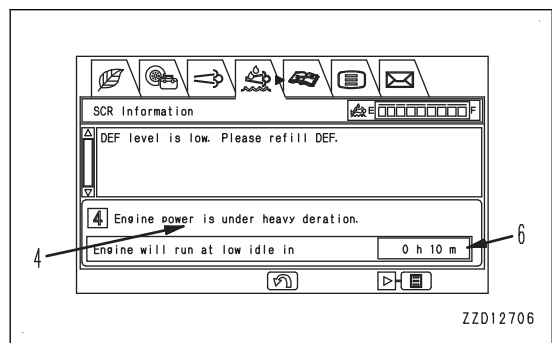 SCR Information
E F
DEF level is low. Please refill DEF.
4 Engine power is under heavy deration.
4
Engine will run at low idle in 0 h 10 m
6
ZZD12706